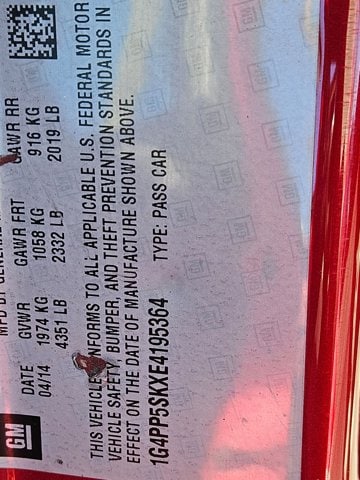 MFD BY GENERAL
DATE GVWR GAWR FRT GAWR RR
04/14 1974 KG 1058 KG 916 KG
4351 LB 2332 LB 2019 LB
GM
THIS VEHICLE CONFORMS TO ALL APPLICABLE U.S. FEDERAL MOTOR
VEHICLE SAFETY, BUMPER, AND THEFT PREVENTION STANDARDS IN
EFFECT ON THE DATE OF MANUFACTURE SHOWN ABOVE.
1G4PP5SKXE4195364 TYPE: PASS CAR